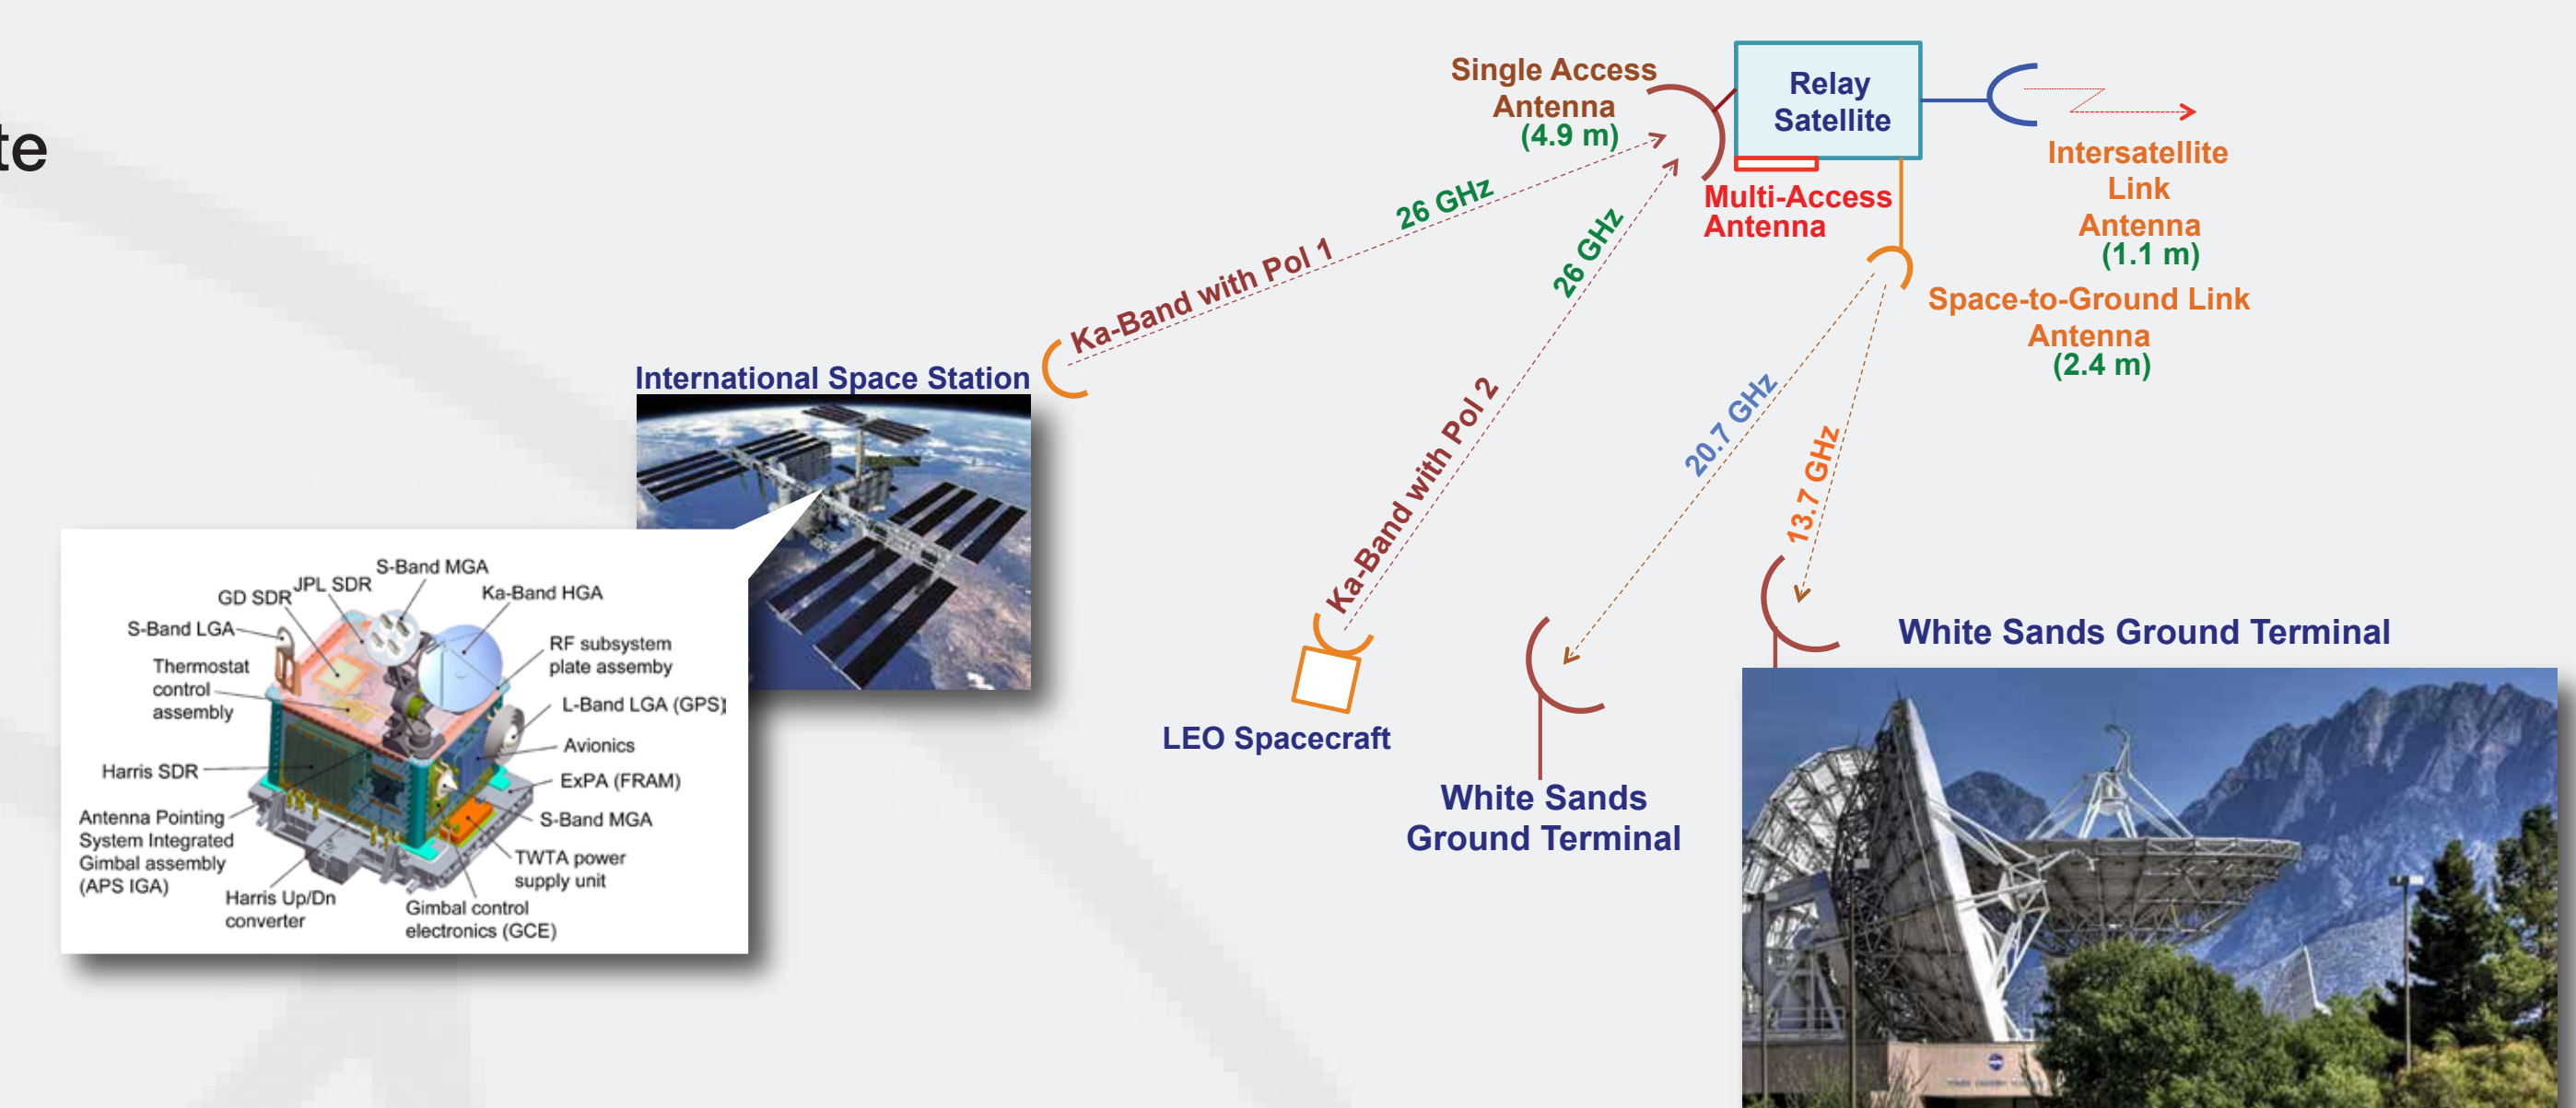 te
Single Access
Antenna
(4.9 m)
Relay
Satellite
Intersatellite
Link
Antenna
(1.1 m)
Multi-Access
Antenna
Space-to-Ground Link
Antenna
(2.4 m)
26 GHz
Ka-Band with Pol 1
26 GHz
Ka-Band with Pol 2
20.7 GHz
13.7 GHz
International Space Station
LEO Spacecraft
White Sands
Ground Terminal
White Sands Ground Terminal
S-Band MGA
JPL SDR
GD SDR
Ka-Band HGA
S-Band LGA
RF subsystem
plate assemby
Thermostat
control
assembly
L-Band LGA (GPS)
Avionics
Harris SDR
ExPA (FRAM)
Antenna Pointing
System Integrated
Gimbal assembly
(APS IGA)
S-Band MGA
TWTA power
supply unit
Harris Up/Dn
converter
Gimbal control
electronics (GCE)